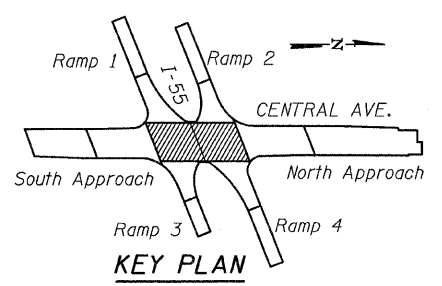 Ramp 1
Ramp 2
I-55
N
CENTRAL AVE.
South Approach
North Approach
Ramp 3
Ramp 4
KEY PLAN